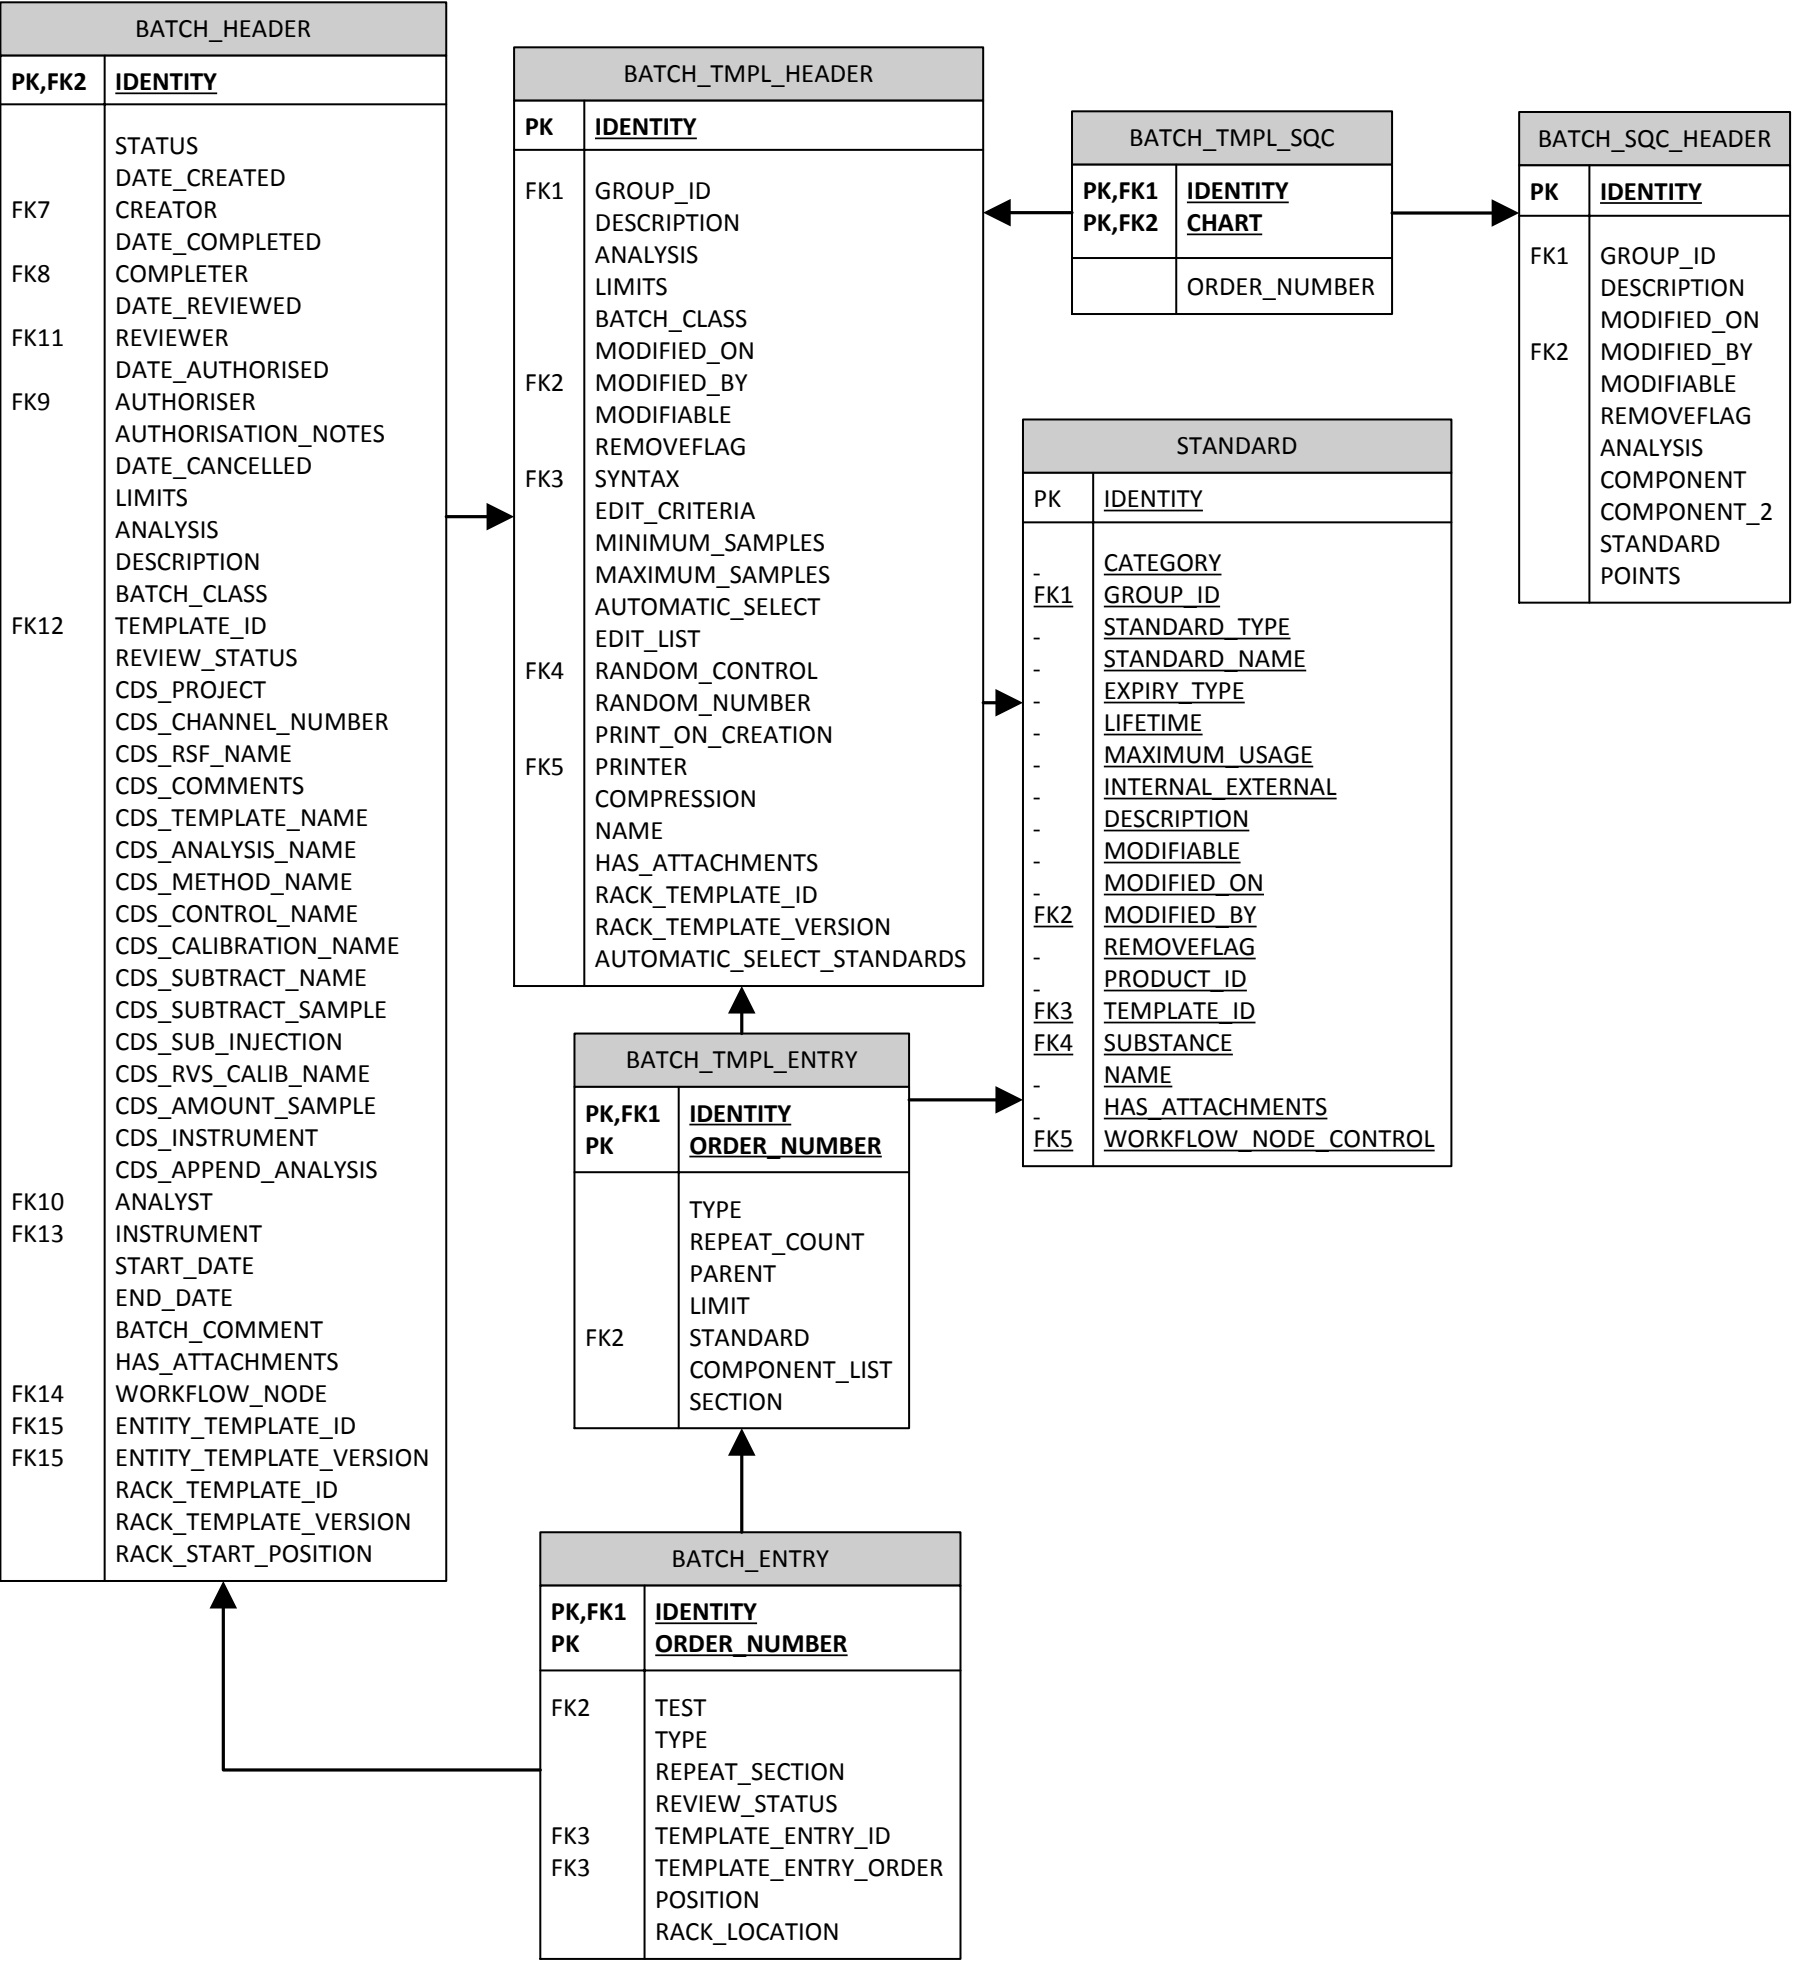 BATCH_HEADER
PK,FK2 IDENTITY
STATUS
DATE_CREATED
FK7 CREATOR
DATE_COMPLETED
FK8 COMPLETER
DATE_REVIEWED
FK11 REVIEWER
DATE_AUTHORISED
FK9 AUTHORISER
AUTHORISATION_NOTES
DATE_CANCELLED
LIMITS
ANALYSIS
DESCRIPTION
BATCH_CLASS
FK12 TEMPLATE_ID
REVIEW_STATUS
CDS_PROJECT
CDS_CHANNEL_NUMBER
CDS_RSF_NAME
CDS_COMMENTS
CDS_TEMPLATE_NAME
CDS_ANALYSIS_NAME
CDS_METHOD_NAME
CDS_CONTROL_NAME
CDS_CALIBRATION_NAME
CDS_SUBTRACT_NAME
CDS_SUBTRACT_SAMPLE
CDS_SUB_INJECTION
CDS_RVS_CALIB_NAME
CDS_AMOUNT_SAMPLE
CDS_INSTRUMENT
CDS_APPEND_ANALYSIS
FK10 ANALYST
FK13 INSTRUMENT
START_DATE
END_DATE
BATCH_COMMENT
HAS_ATTACHMENTS
FK14 WORKFLOW_NODE
FK15 ENTITY_TEMPLATE_ID
FK15 ENTITY_TEMPLATE_VERSION
RACK_TEMPLATE_ID
RACK_TEMPLATE_VERSION
RACK_START_POSITION
BATCH_TMPL_HEADER
PK IDENTITY
FK1 GROUP_ID
DESCRIPTION
ANALYSIS
LIMITS
BATCH_CLASS
MODIFIED_ON
FK2 MODIFIED_BY
MODIFIABLE
REMOVEFLAG
FK3 SYNTAX
EDIT_CRITERIA
MINIMUM_SAMPLES
MAXIMUM_SAMPLES
AUTOMATIC_SELECT
EDIT_LIST
FK4 RANDOM_CONTROL
RANDOM_NUMBER
PRINT_ON_CREATION
FK5 PRINTER
COMPRESSION
NAME
HAS_ATTACHMENTS
RACK_TEMPLATE_ID
RACK_TEMPLATE_VERSION
AUTOMATIC_SELECT_STANDARDS
BATCH_TMPL_SQC
PK,FK1 IDENTITY
PK,FK2 CHART
ORDER_NUMBER
BATCH_SQC_HEADER
PK IDENTITY
FK1 GROUP_ID
DESCRIPTION
MODIFIED_ON
FK2 MODIFIED_BY
MODIFIABLE
REMOVEFLAG
ANALYSIS
COMPONENT
COMPONENT_2
STANDARD
POINTS
STANDARD
PK IDENTITY
CATEGORY
FK1 GROUP_ID
STANDARD_TYPE
STANDARD_NAME
EXPIRY_TYPE
LIFETIME
MAXIMUM_USAGE
INTERNAL_EXTERNAL
DESCRIPTION
MODIFIABLE
MODIFIED_ON
FK2 MODIFIED_BY
REMOVEFLAG
PRODUCT_ID
FK3 TEMPLATE_ID
FK4 SUBSTANCE
NAME
HAS_ATTACHMENTS
FK5 WORKFLOW_NODE_CONTROL
BATCH_TMPL_ENTRY
PK,FK1 IDENTITY
PK ORDER_NUMBER
TYPE
REPEAT_COUNT
PARENT
LIMIT
FK2 STANDARD
COMPONENT_LIST
SECTION
BATCH_ENTRY
PK,FK1 IDENTITY
PK ORDER_NUMBER
FK2 TEST
TYPE
REPEAT_SECTION
REVIEW_STATUS
FK3 TEMPLATE_ENTRY_ID
FK3 TEMPLATE_ENTRY_ORDER
POSITION
RACK_LOCATION